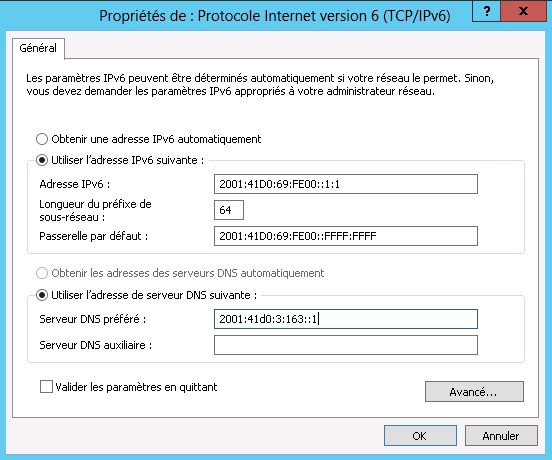 Propriétés de : Protocole Internet version 6 (TCP/IPv6)
? x
Général
Les paramètres IPv6 peuvent être déterminés automatiquement si votre réseau le permet. Sinon,
vous devez demander les paramètres IPv6 appropriés à votre administrateur réseau.
Obtenir une adresse IPv6 automatiquement
Utiliser l'adresse IPv6 suivante :
Adresse IPv6 : 2001:41D0:69:FE00::1:1
Longueur du préfixe de
sous-réseau : 64
Passerelle par défaut : 2001:41D0:69:FE00::FFFF:FFFF
Obtenir les adresses des serveurs DNS automatiquement
Utiliser l'adresse de serveur DNS suivante :
Serveur DNS préféré : 2001:41d0:3:163::1
Serveur DNS auxiliaire :
Valider les paramètres en quittant
Avancé...
OK Annuler